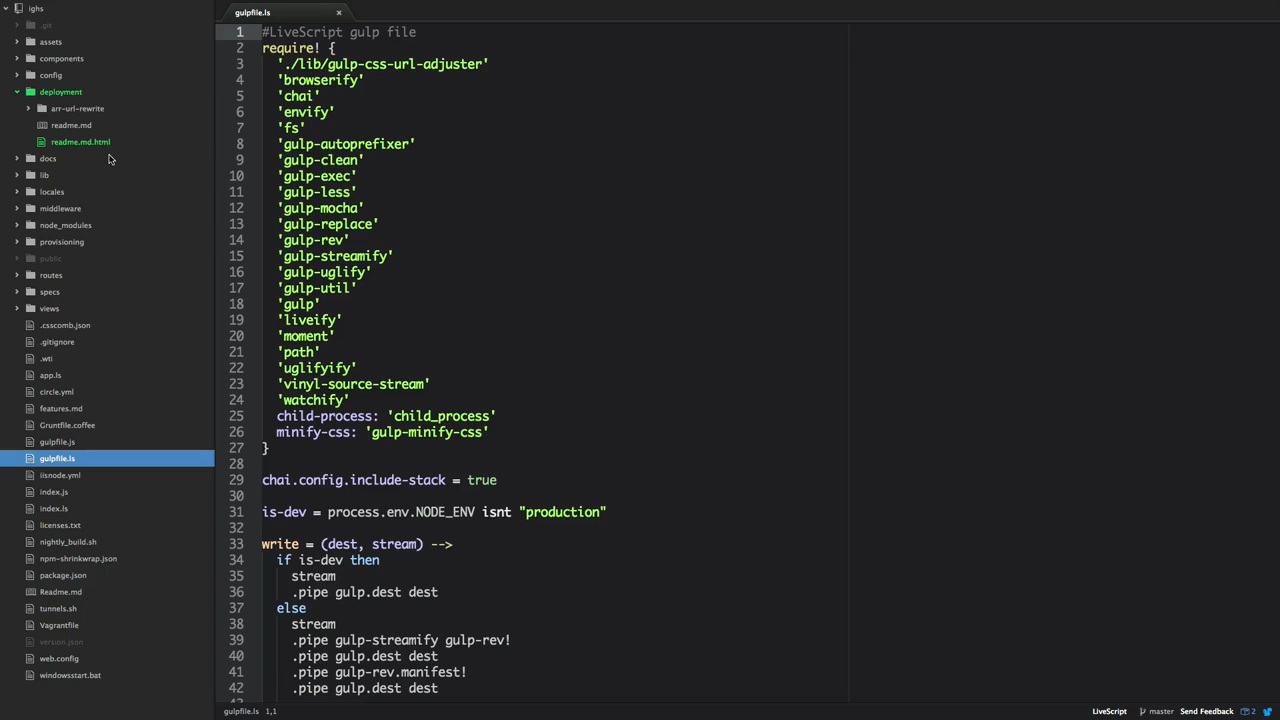 ighs
.git
assets
components
config
deployment
arr-url-rewrite
readme.md
readme.md.html
docs
lib
locales
middleware
node_modules
provisioning
public
routes
specs
views
.csscomb.json
.gitignore
.wti
app.ls
circle.yml
features.md
Gruntfile.coffee
gulpfile.js
gulpfile.ls
iisnode.yml
index.js
index.ls
licenses.txt
nightly_build.sh
npm-shrinkwrap.json
package.json
Readme.md
tunnels.sh
Vagrantfile
version.json
web.config
windowsstart.bat
gulpfile.ls ×
1 #LiveScript gulp file
2 require! {
3 './lib/gulp-css-url-adjuster'
4 'browserify'
5 'chai'
6 'envify'
7 'fs'
8 'gulp-autoprefixer'
9 'gulp-clean'
10 'gulp-exec'
11 'gulp-less'
12 'gulp-mocha'
13 'gulp-replace'
14 'gulp-rev'
15 'gulp-streamify'
16 'gulp-uglify'
17 'gulp-util'
18 'gulp'
19 'liveify'
20 'moment'
21 'path'
22 'uglifyify'
23 'vinyl-source-stream'
24 'watchify'
25 child-process: 'child_process'
26 minify-css: 'gulp-minify-css'
27 }
28
29 chai.config.include-stack = true
30
31 is-dev = process.env.NODE_ENV isnt "production"
32
33 write = (dest, stream) -->
34 if is-dev then
35 stream
36 .pipe gulp.dest dest
37 else
38 stream
39 .pipe gulp-streamify gulp-rev!
40 .pipe gulp.dest dest
41 .pipe gulp-rev.manifest!
42 .pipe gulp.dest dest
gulpfile.ls 1,1 LiveScript master Send Feedback 2